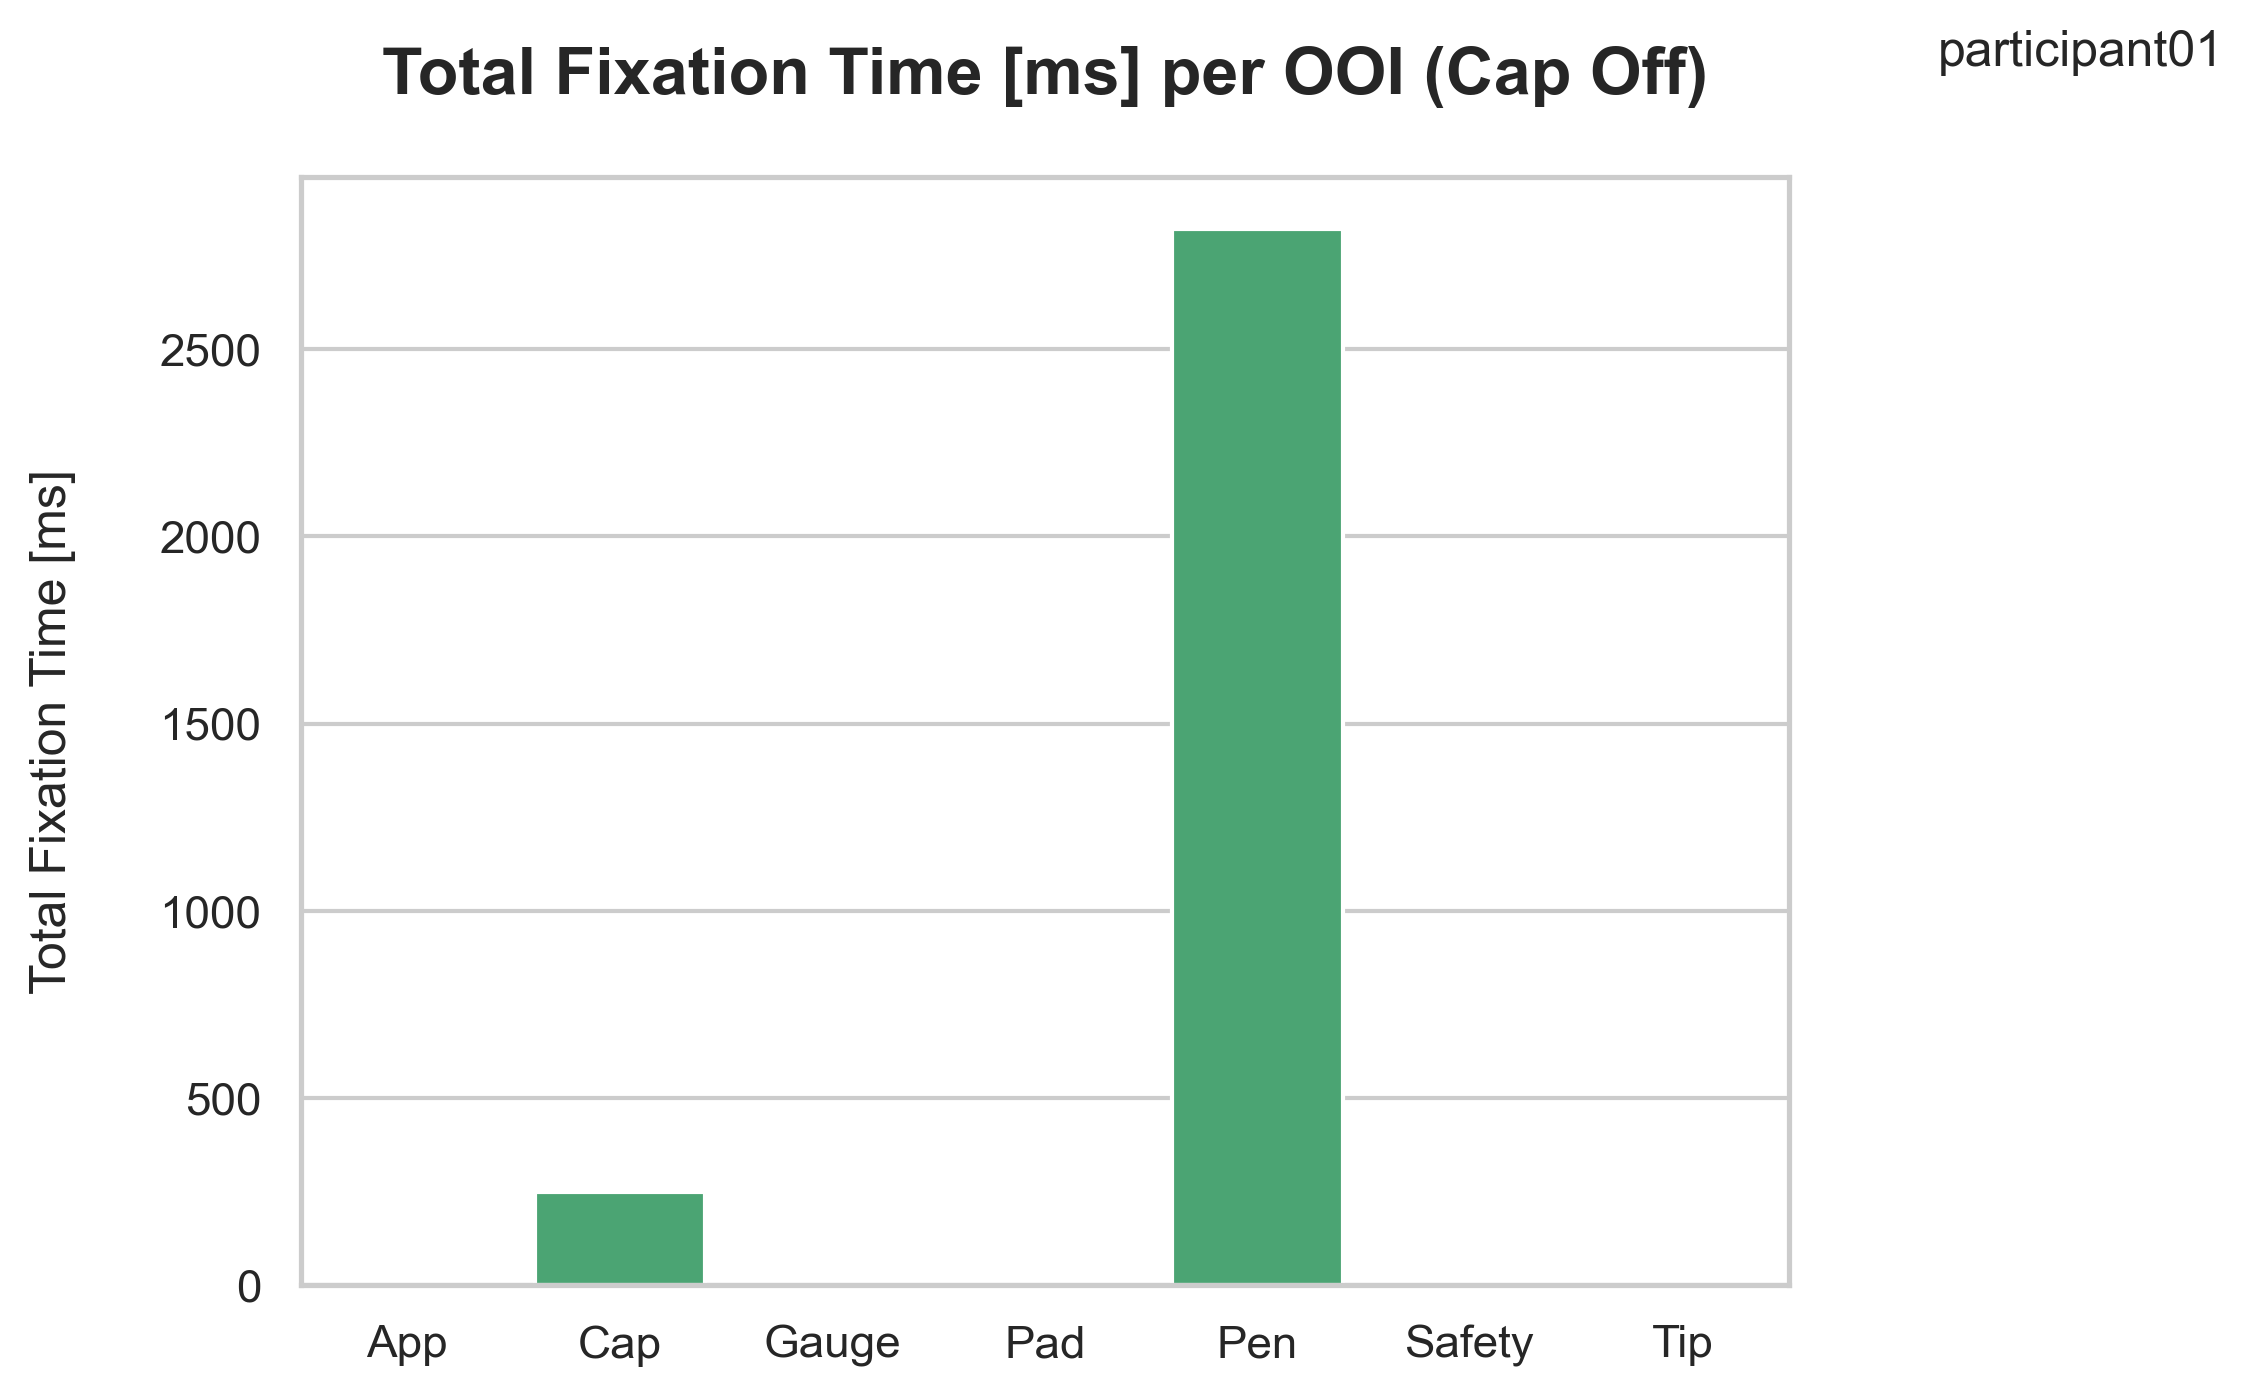 Total Fixation Time [ms] per OOI (Cap Off)
participant01
Total Fixation Time [ms]
2500
2000
1500
1000
500
0
App Cap Gauge Pad Pen Safety Tip